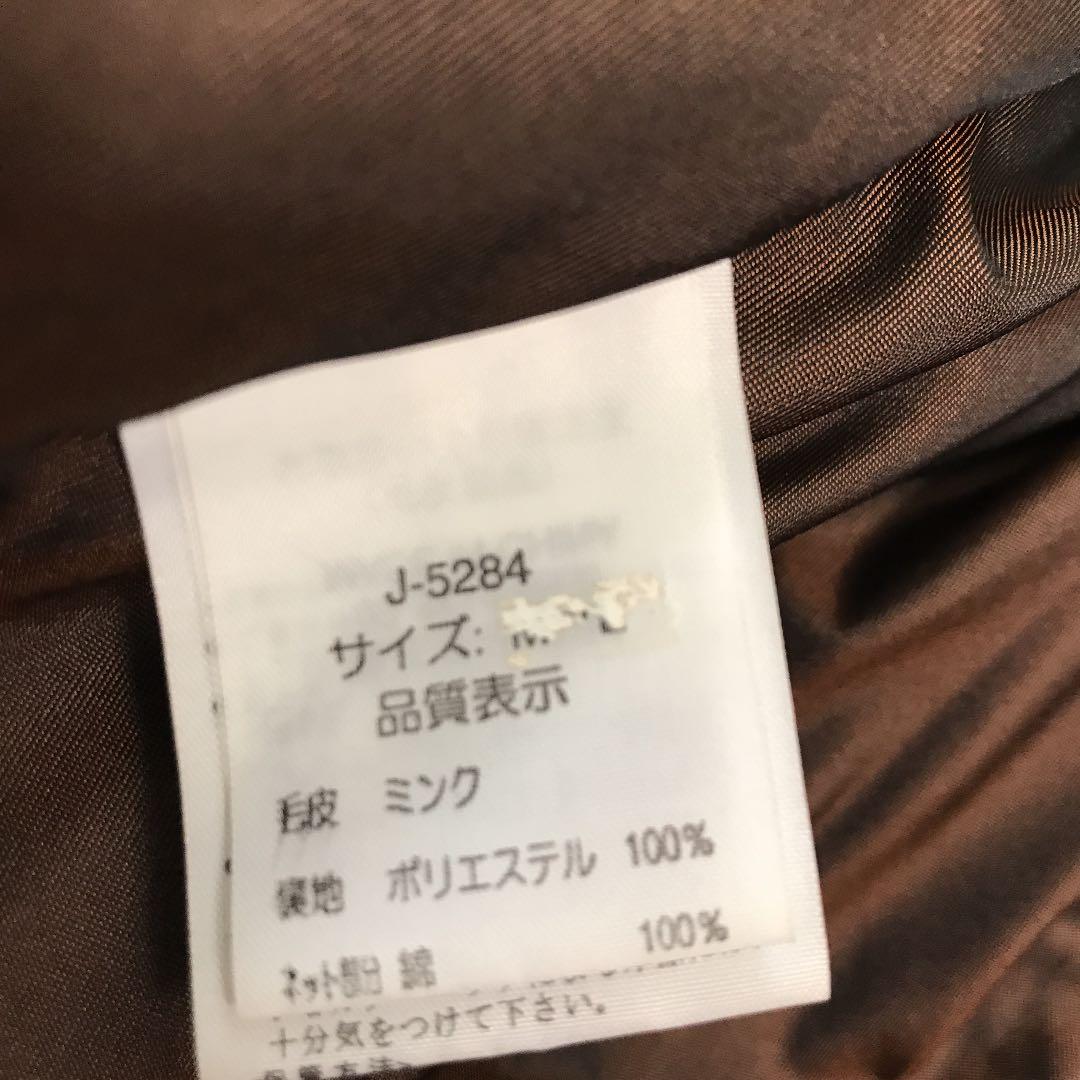 J-5284
サイズ:
品質表示
毛皮 ミンク
裏地 ポリエステル 100%
ネット部分 綿 100%
十分気をつけて下さい。